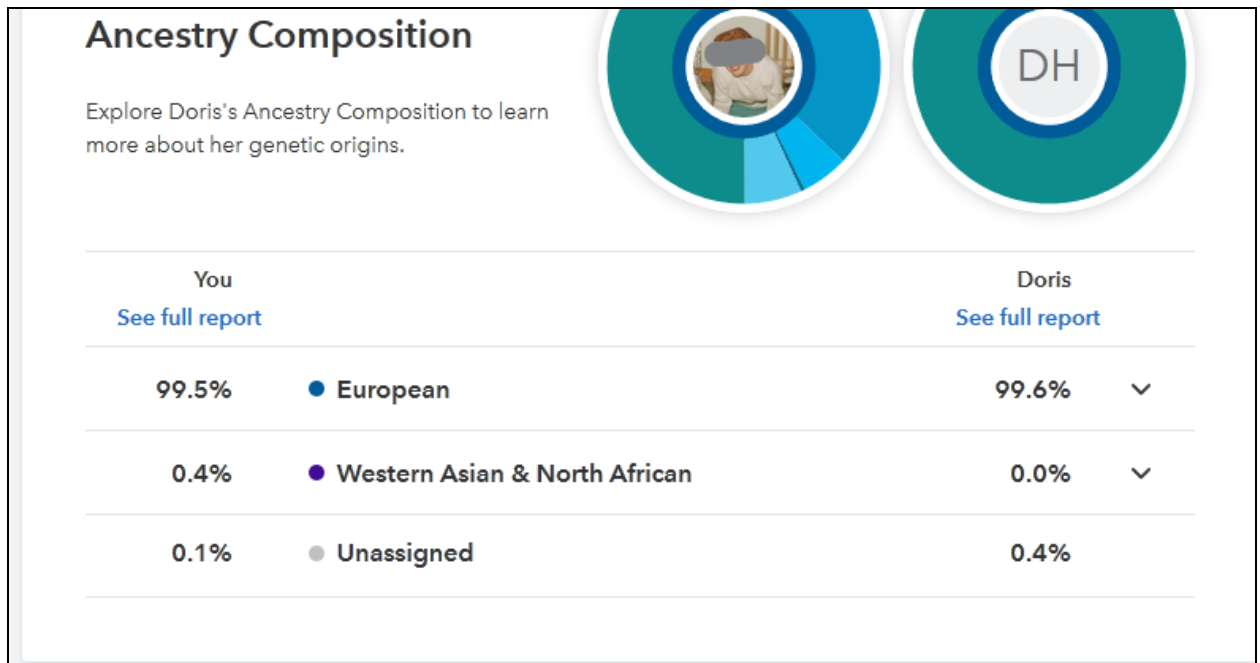 Ancestry Composition
DH
Explore Doris's Ancestry Composition to learn
more about her genetic origins.
You Doris
See full report See full report
99.5% European 99.6%
0.4% Western Asian & North African 0.0%
0.1% Unassigned 0.4%